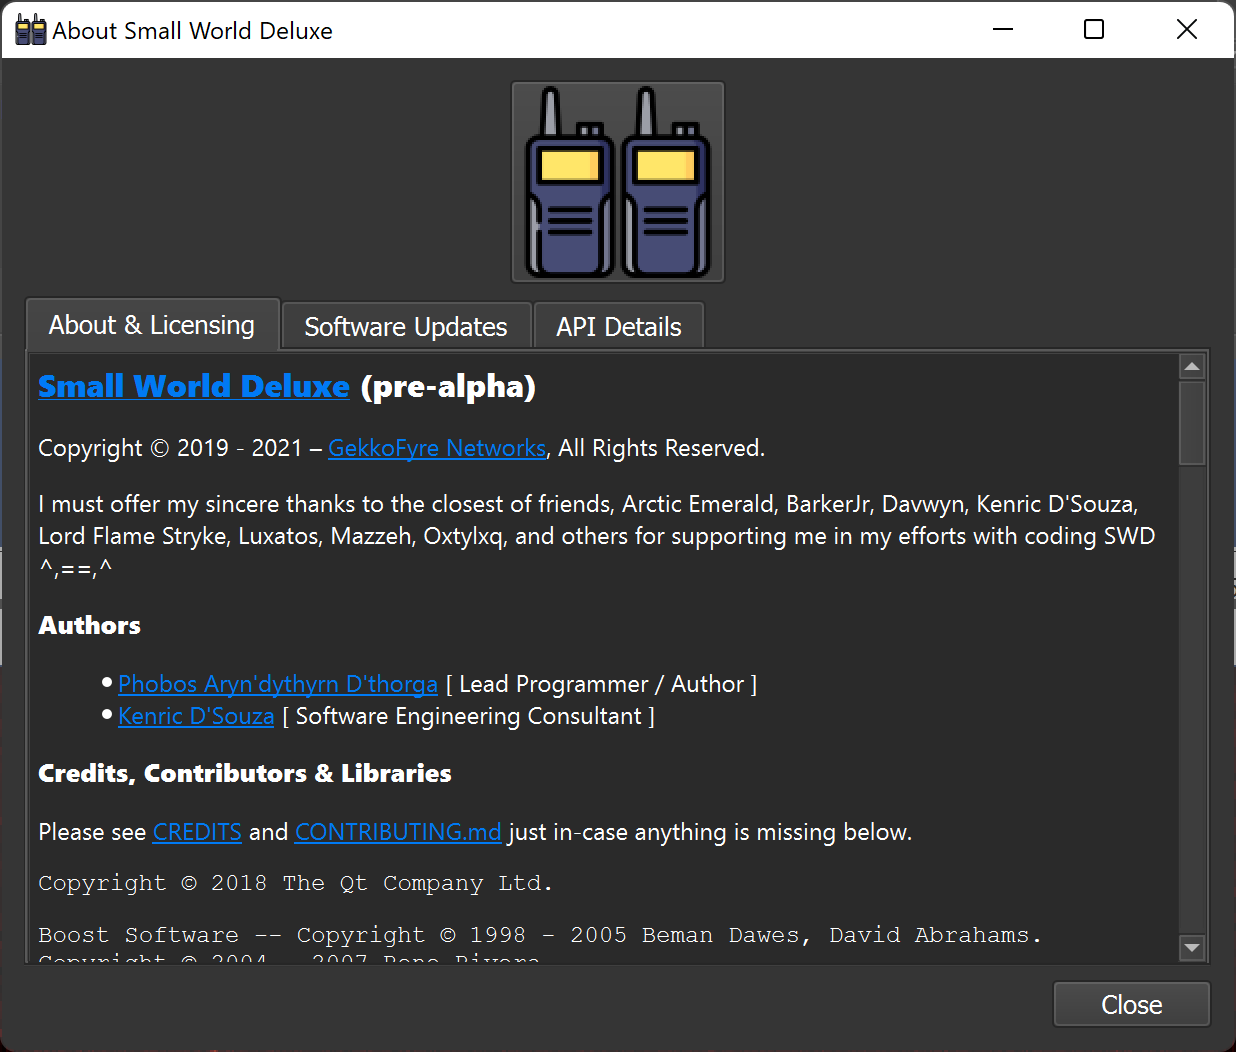 About Small World Deluxe
About & Licensing
Software Updates
API Details
Small World Deluxe (pre-alpha)
Copyright © 2019 - 2021 – GekkoFyre Networks, All Rights Reserved.
I must offer my sincere thanks to the closest of friends, Arctic Emerald, BarkerJr, Davwyn, Kenric D'Souza,
Lord Flame Stryke, Luxatos, Mazzeh, Oxtylxq, and others for supporting me in my efforts with coding SWD
^,==,^
Authors
• Phobos Aryn'dythyrn D'thorga [ Lead Programmer / Author ]
• Kenric D'Souza [ Software Engineering Consultant ]
Credits, Contributors & Libraries
Please see CREDITS and CONTRIBUTING.md just in-case anything is missing below.
Copyright © 2018 The Qt Company Ltd.
Boost Software -- Copyright © 1998 - 2005 Beman Dawes, David Abrahams.
Copyright © 2004 - 2007 Rene Rivera
Close